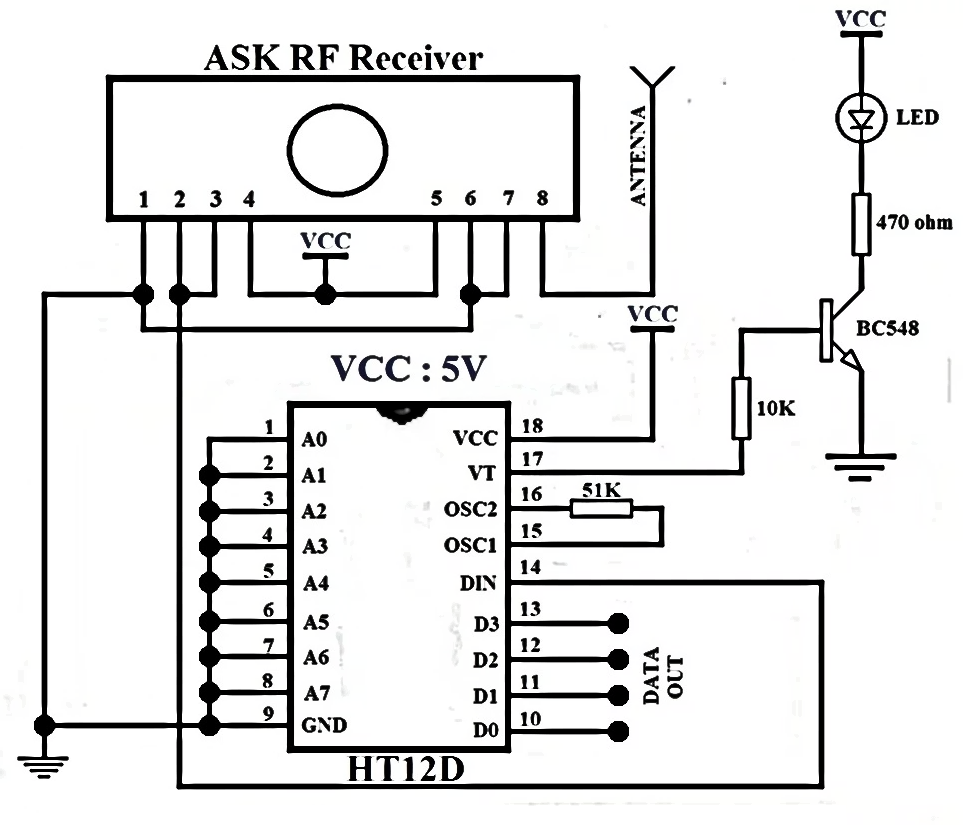 VCC
ASK RF Receiver
LED
ANTENNA
1 2 3 4 5 6 7 8
470 ohm
VCC
VCC
BC548
VCC : 5V
10K
1 A0 VCC 18
2 A1 VT 17
3 A2 OSC2 16 51K
4 A3 OSC1 15
5 A4 DIN 14
6 A5 D3 13
7 A6 D2 12
8 A7 D1 11
9 GND D0 10
DATA
OUT
HT12D